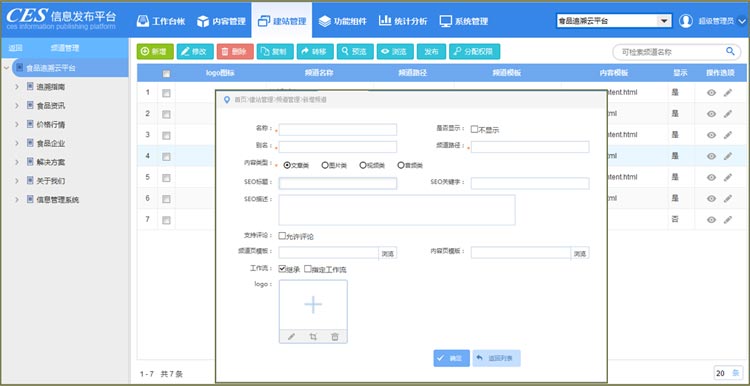 CES 信息发布平台
ces information publishing platform
工作台帐 内容管理 建站管理 功能组件 统计分析 系统管理
食品追溯云平台
超级管理员
返回 频道管理
新增 修改 删除 复制 转移 预览 浏览 发布 分配权限
可检索频道名称
食品追溯云平台
追溯指南
食品资讯
价格行情
食品企业
解决方案
关于我们
信息管理系统
logo图标 频道名称 频道路径 频道模板 内容模板 显示 操作选项
1 ntent.html 是
2 是
3 ntent.html 是
4 html 是
5 ntent.html 是
6 html 是
7 否
首页/建站管理/频道管理>新增频道
名称: 是否显示: 不显示
别名: 频道路径:
内容类型: 文章类 图片类 视频类 音频类
SEO标题: SEO关键字:
SEO描述:
支持评论: 允许评论
频道页模板: 浏览 内容页模板: 浏览
工作流: 继承 指定工作流
logo:
确定 返回列表
1 - 7 共 7 条
20 条